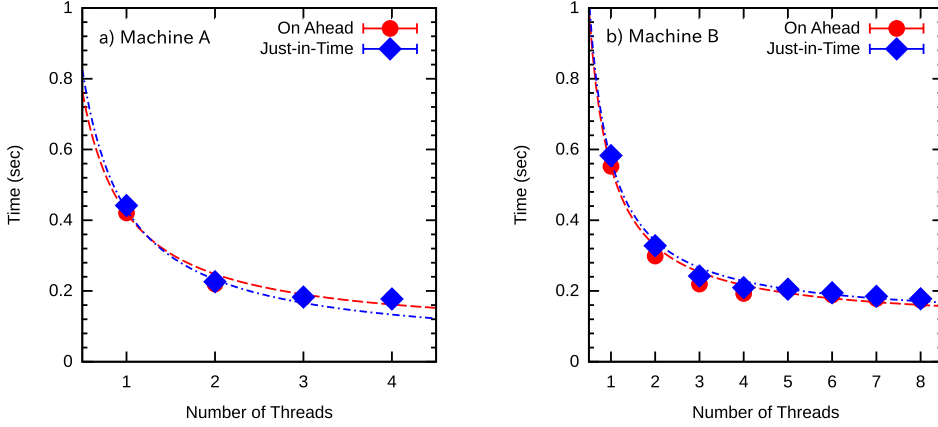 a) Machine A
On Ahead
Just-in-Time
Time (sec)
1
0.8
0.6
0.4
0.2
0
1 2 3 4
Number of Threads
b) Machine B
On Ahead
Just-in-Time
Time (sec)
1
0.8
0.6
0.4
0.2
0
1 2 3 4 5 6 7 8
Number of Threads